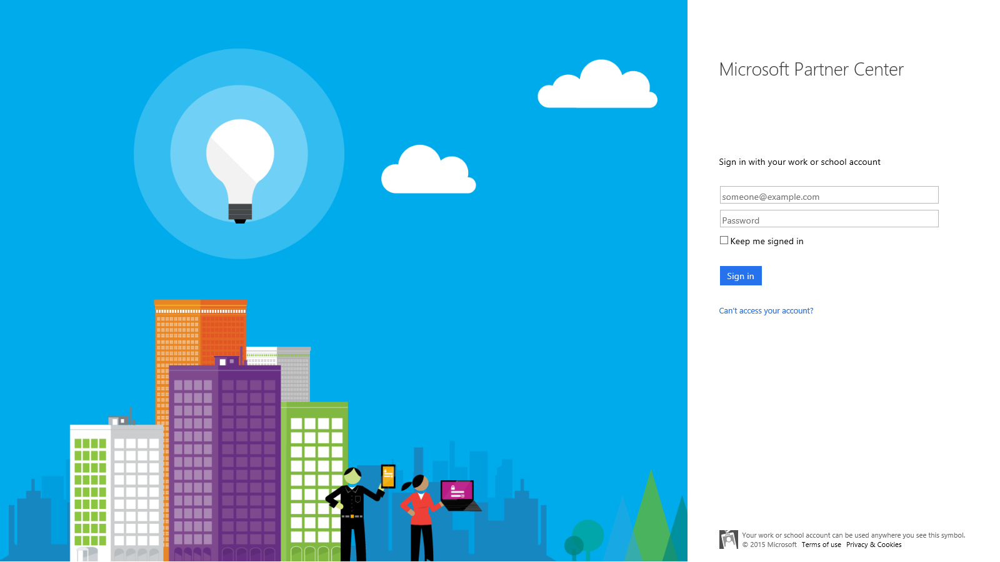 Microsoft Partner Center
Sign in with your work or school account
someone@example.com
Password
Keep me signed in
Sign in
Can't access your account?
Your work or school account can be used anywhere you see this symbol.
© 2015 Microsoft Terms of use Privacy & Cookies